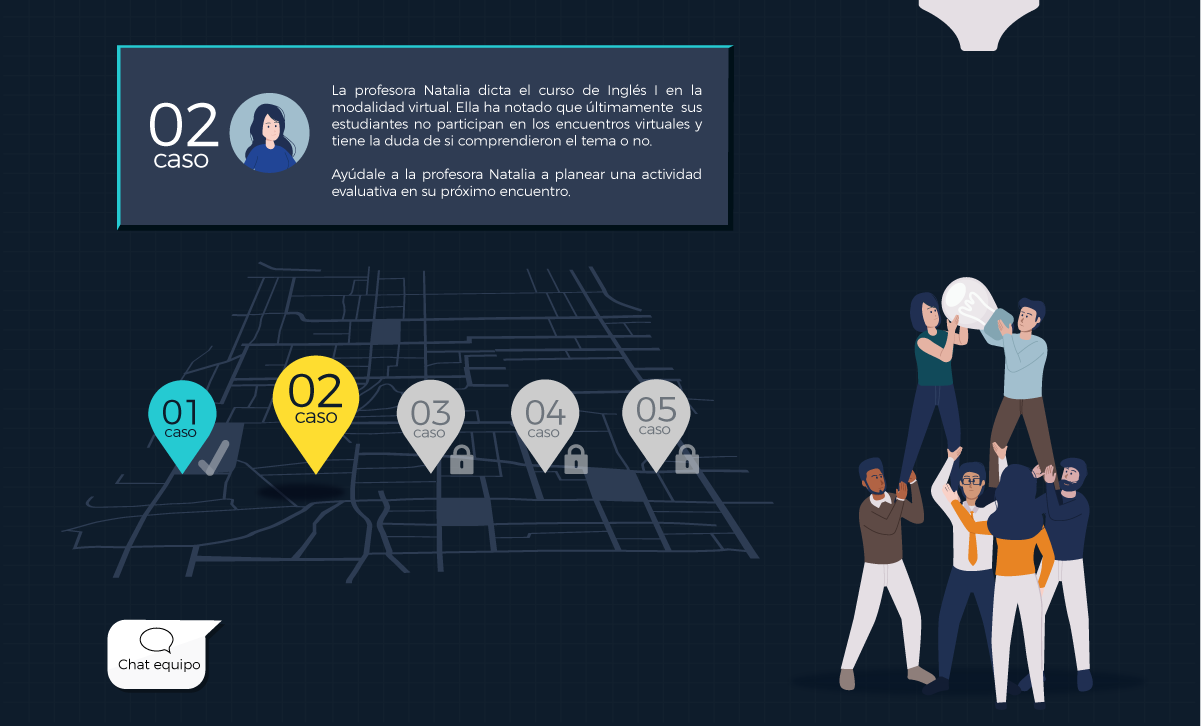 02
caso
La profesora Natalia dicta el curso de Inglés I en la
modalidad virtual. Ella ha notado que últimamente sus
estudiantes no participan en los encuentros virtuales y
tiene la duda de si comprendieron el tema o no.
Ayúdale a la profesora Natalia a planear una actividad
evaluativa en su próximo encuentro.
01
caso
02
caso
03
caso
04
caso
05
caso
Chat equipo